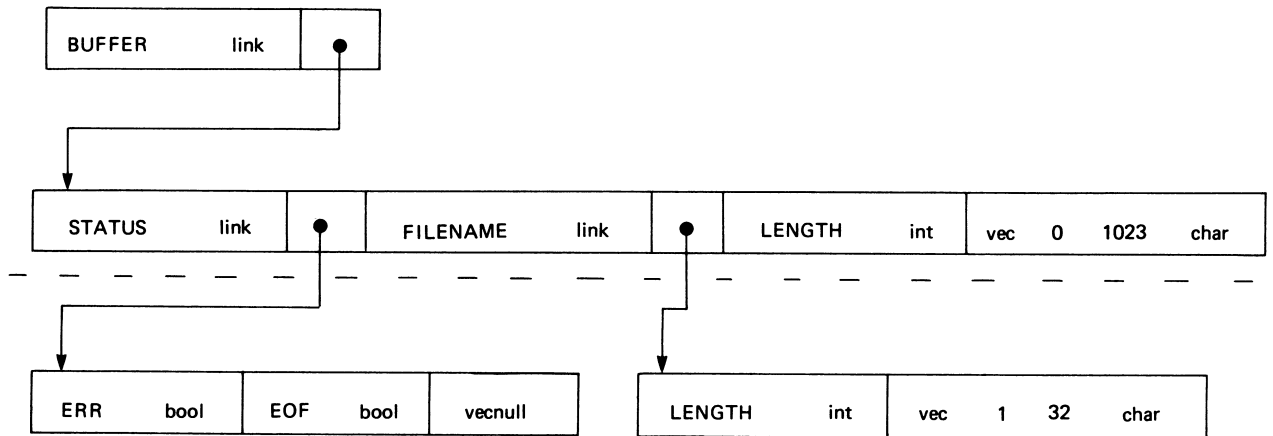 BUFFER link
STATUS link FILENAME link LENGTH int vec 0 1023 char
ERR bool EOF bool vecnull LENGTH int vec 1 32 char